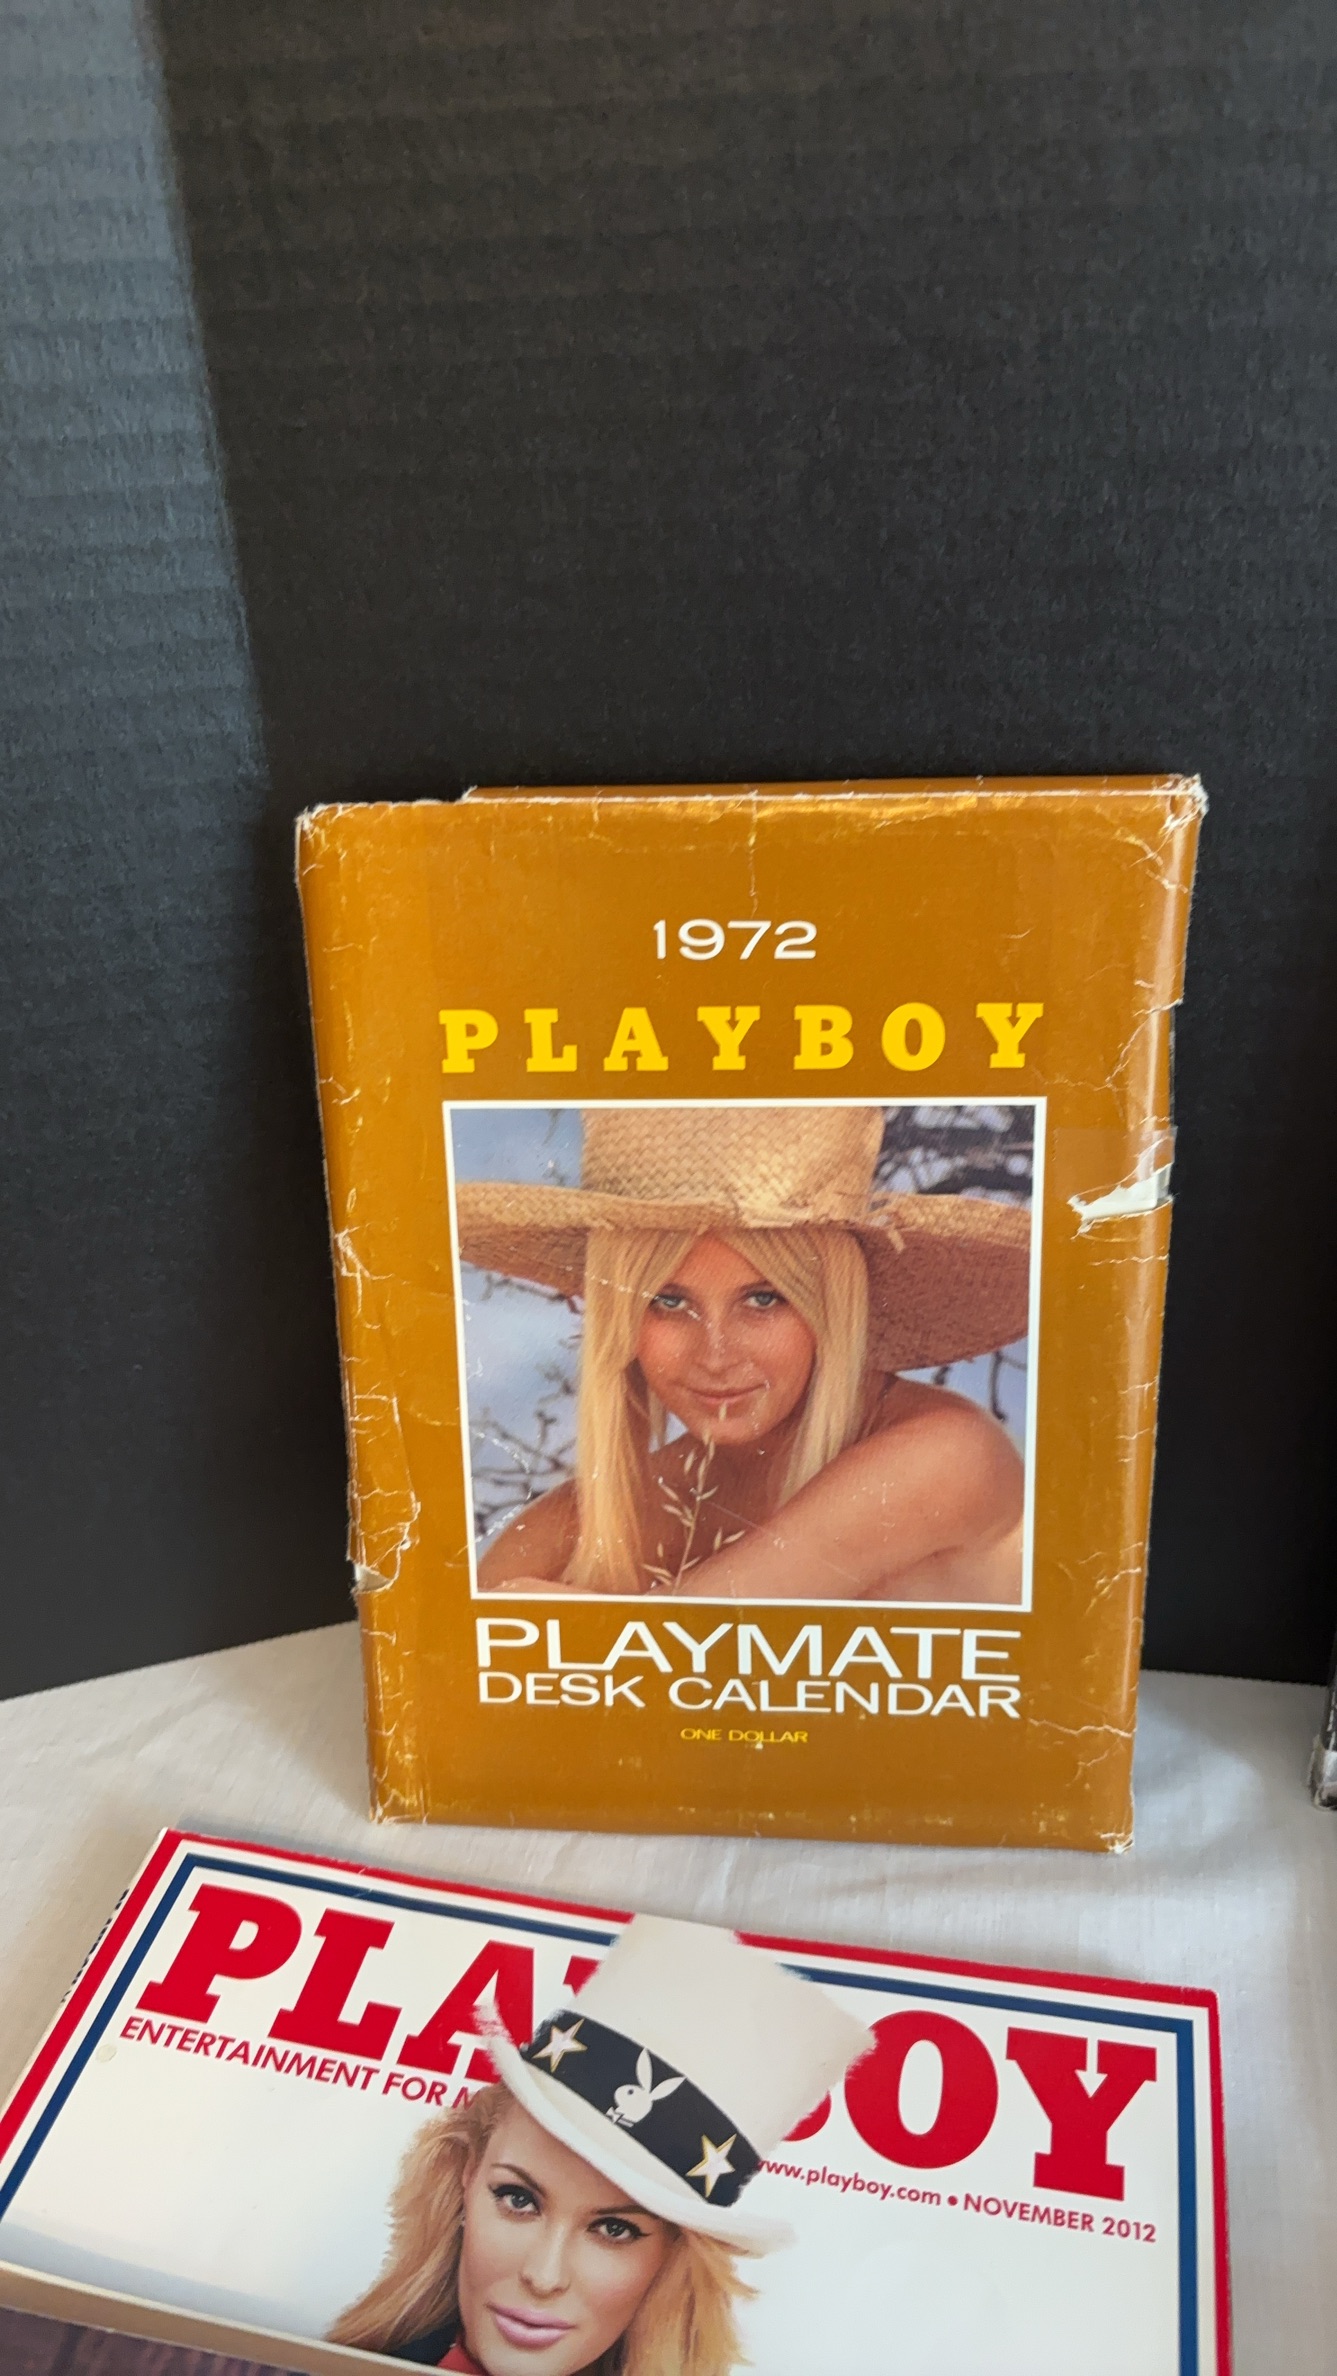 1972
PLAYBOY
PLAYMATE
DESK CALENDAR
ONE DOLLAR
PLAYBOY
ENTERTAINMENT FOR M
www.playboy.com • NOVEMBER 2012